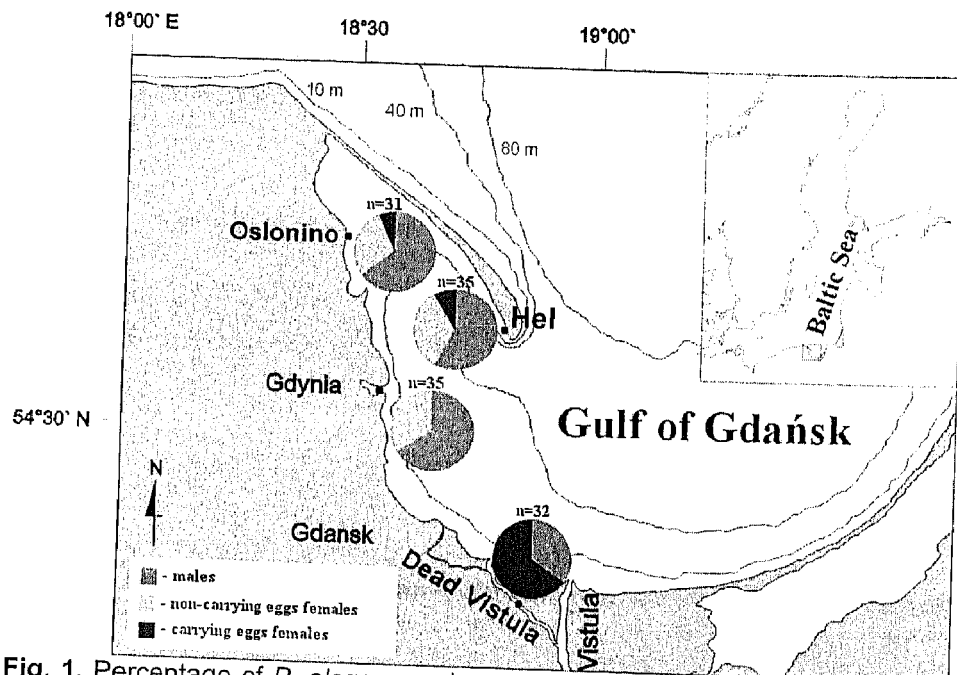 18°00` E
18°30
19°00`
10 m
40 m
80 m
n=31
Oslonino
n=35
Hel
Baltic Sea
Gdynia
n=35
54°30` N
Gulf of Gdańsk
N
n=32
Gdansk
Dead Vistula
Vistula
- males
- non-carrying eggs females
- carrying eggs females
Fig. 1. Percentage of P.